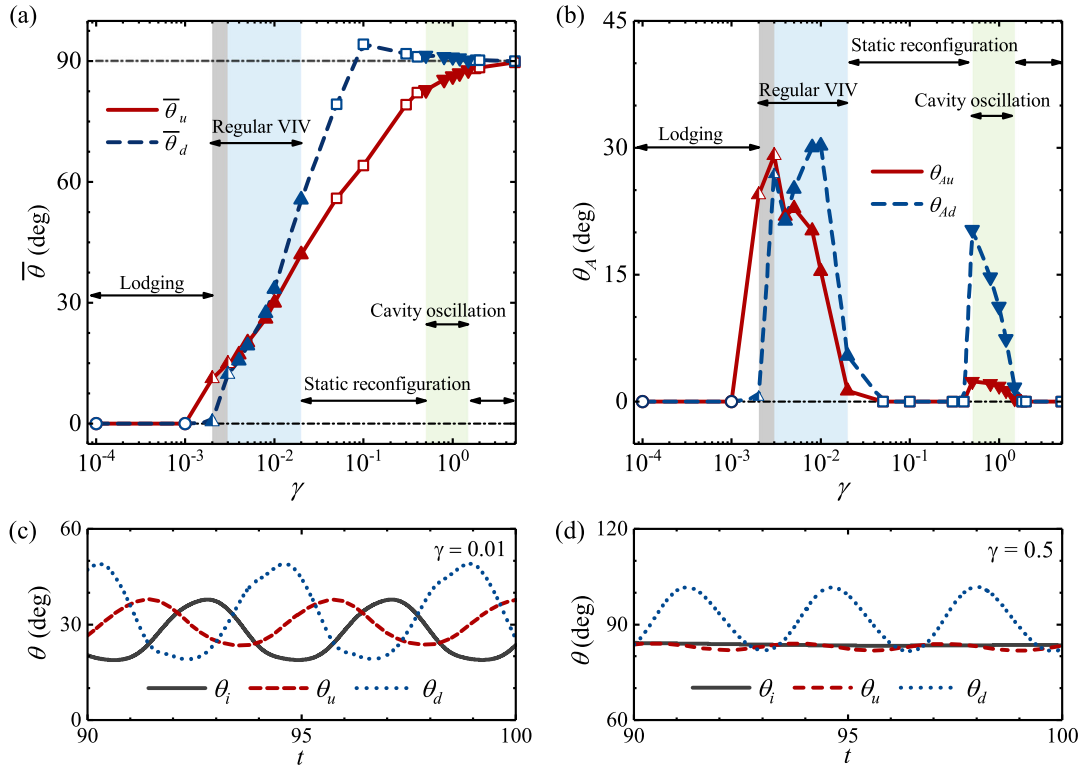 (a)
90
60
30
0
θ̅ (deg)
θ̅u
θ̅d
Regular VIV
Lodging
Cavity oscillation
Static reconfiguration
10-4 10-3 10-2 10-1 100
γ
(b)
45
30
15
0
θA (deg)
Static reconfiguration
Regular VIV
Cavity oscillation
Lodging
θAu
θAd
10-4 10-3 10-2 10-1 100
γ
(c)
60
30
0
θ (deg)
γ = 0.01
θi θu θd
90 95 100
t
(d)
120
90
60
50
θ (deg)
γ = 0.5
θi θu θd
90 95 100
t